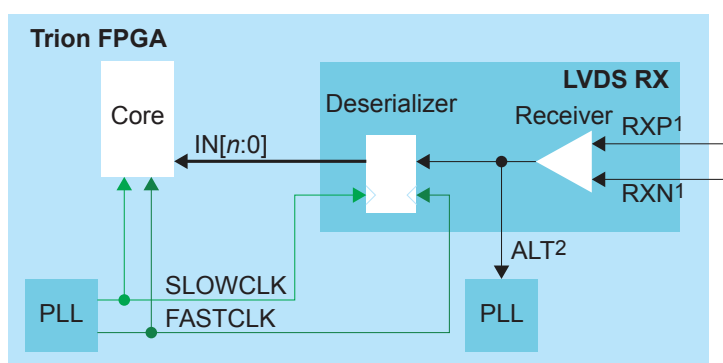 Trion FPGA
LVDS RX
Core
Deserializer
Receiver
RXP1
IN[n:0]
RXN1
ALT2
SLOWCLK
PLL
FASTCLK
PLL